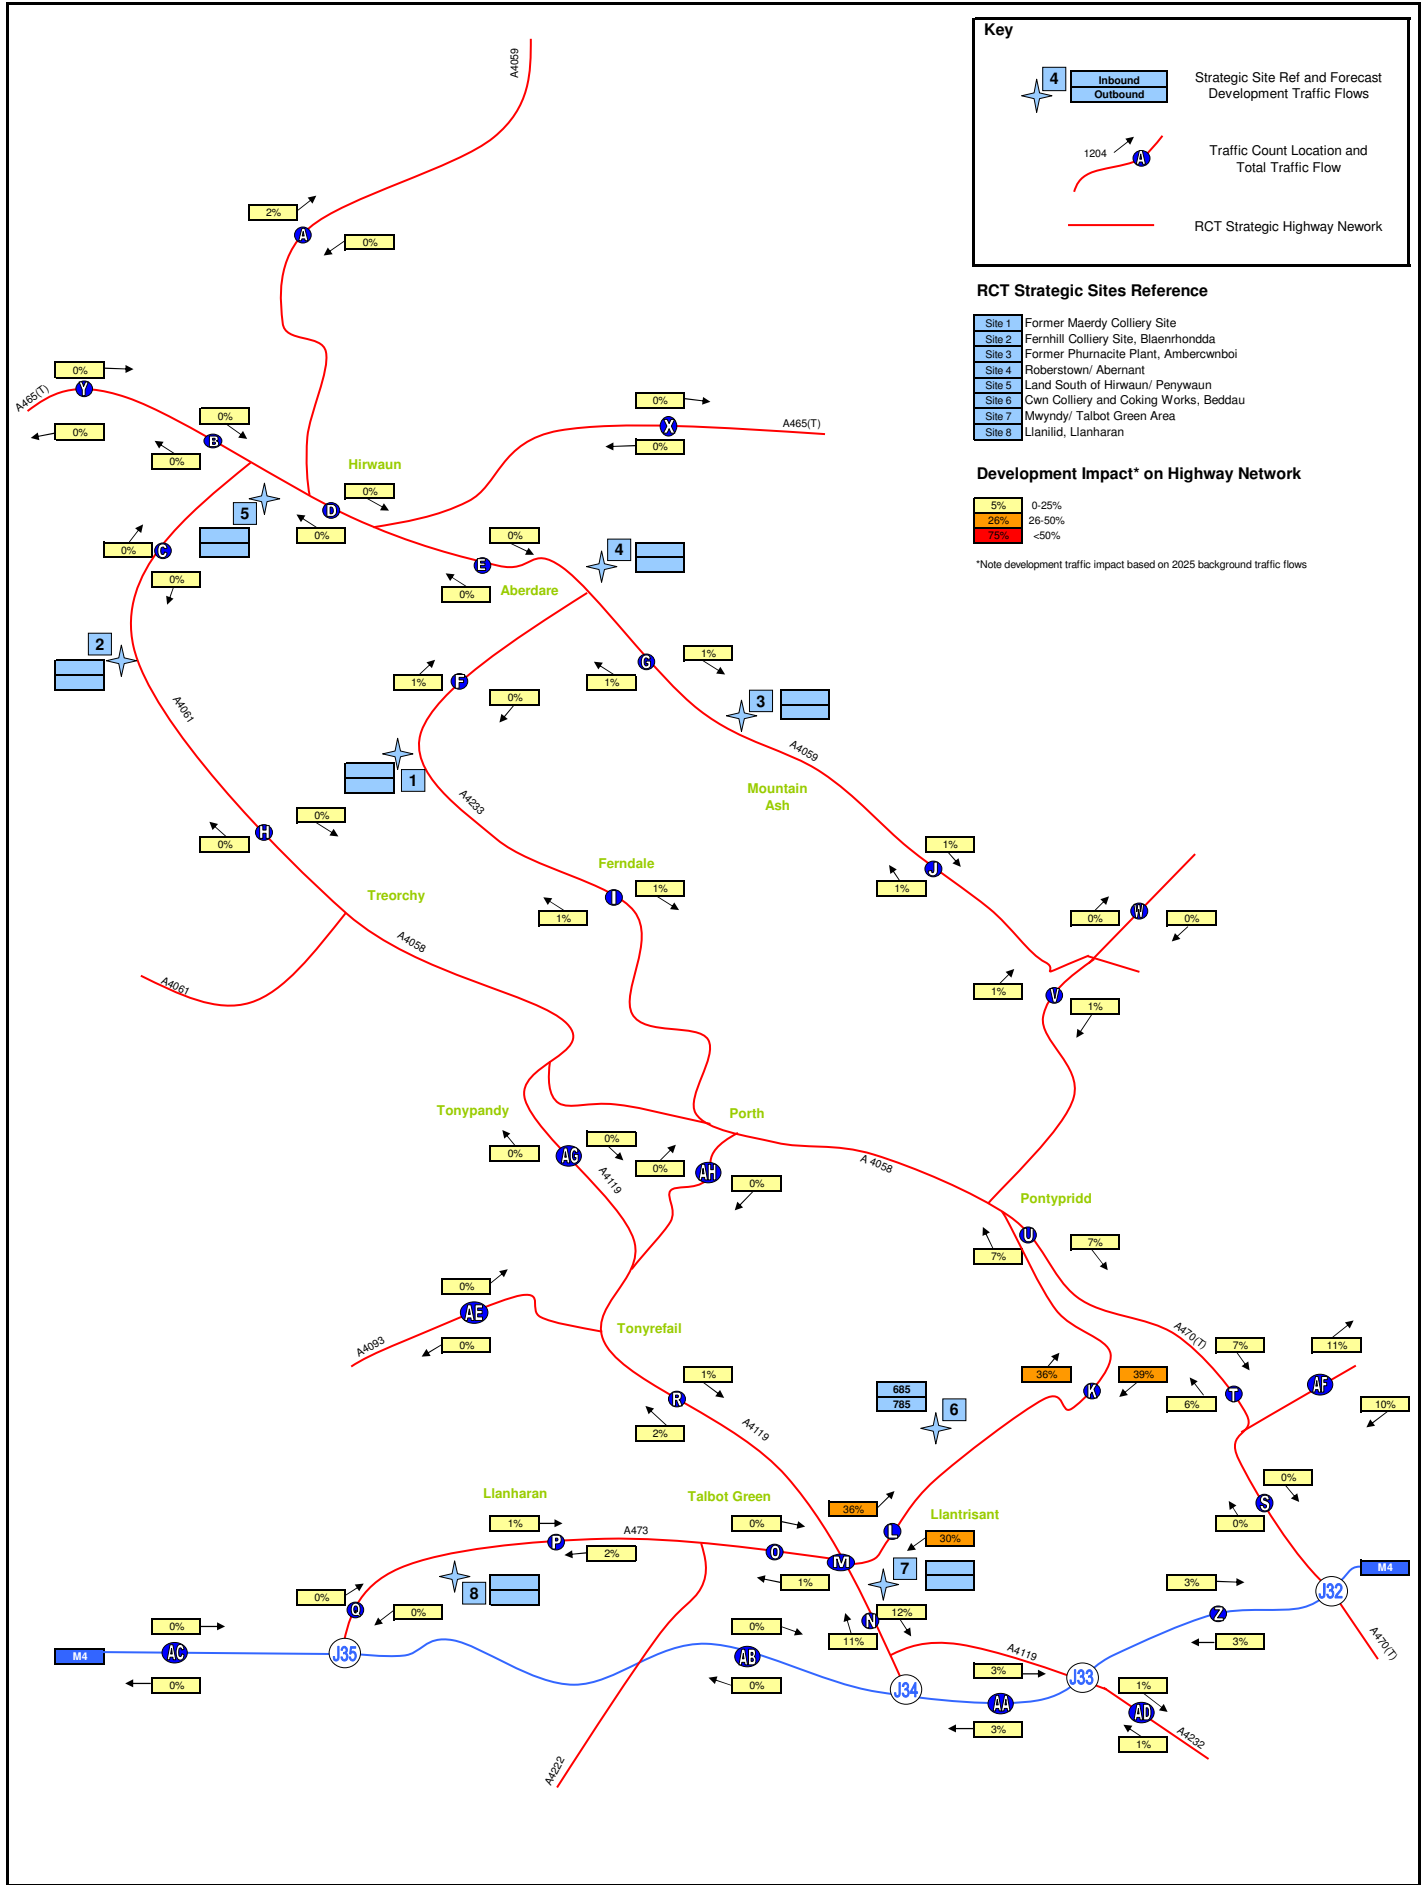 Key
4
Inbound
Outbound
Strategic Site Ref and Forecast
Development Traffic Flows
1204
A
Traffic Count Location and
Total Traffic Flow
RCT Strategic Highway Nework
RCT Strategic Sites Reference
Site 1 Former Maerdy Colliery Site
Site 2 Fernhill Colliery Site, Blaenrhondda
Site 3 Former Phurnacite Plant, Ambercwnboi
Site 4 Roberstown/ Abernant
Site 5 Land South of Hirwaun/ Penywaun
Site 6 Cwn Colliery and Coking Works, Beddau
Site 7 Mwyndy/ Talbot Green Area
Site 8 Llanilid, Llanharan
Development Impact* on Highway Network
5% 0-25%
26% 26-50%
75% <50%
*Note development traffic impact based on 2025 background traffic flows
A4059
2%
A
0%
0%
Y
A465(T)
0%
0%
B
0%
0%
X
A465(T)
0%
Hirwaun
0%
D
0%
5
C
0%
0%
0%
E
0%
Aberdare
4
2
A4061
1%
F
0%
1%
G
1%
3
A4059
Mountain
Ash
1
A4233
0%
H
0%
Treorchy
Ferndale
I
1%
1%
1%
J
1%
0%
W
0%
1%
V
1%
A4058
A4061
Tonypandy
0%
AG
0%
A4119
Porth
0%
AH
0%
A 4058
Pontypridd
U
7%
7%
0%
AE
0%
A4093
Tonyrefail
1%
R
2%
A4119
A470(T)
7%
T
6%
11%
AF
10%
36%
K
39%
685
785
6
Llanharan
1%
P
2%
A473
Talbot Green
0%
O
1%
M
36%
L
30%
Llantrisant
0%
S
0%
7
8
0%
Q
0%
N
12%
11%
3%
Z
3%
J32
M4
A470(T)
0%
AC
0%
M4
J35
0%
AB
0%
J34
A4119
3%
AA
3%
J33
1%
AD
1%
A4232
A4222